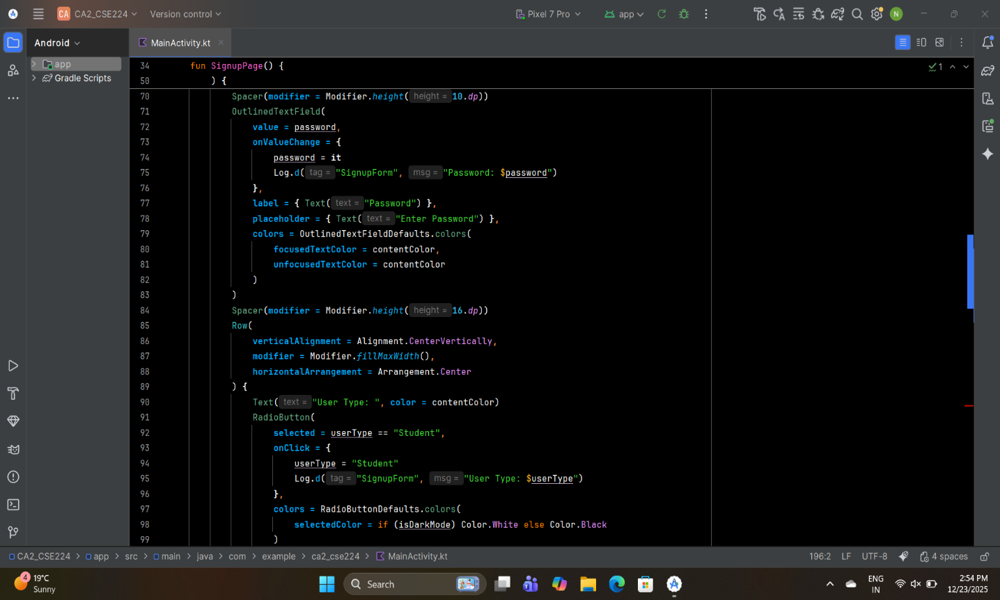 CA CA2_CSE224 Version control Pixel 7 Pro app N
Android MainActivity.kt
app
Gradle Scripts
34 fun SignupPage() { 1
50 ) {
70 Spacer(modifier = Modifier.height( height = 10.dp))
71 OutlinedTextField(
72 value = password,
73 onValueChange = {
74 password = it
75 Log.d( tag = "SignupForm", msg = "Password: $password")
76 },
77 label = { Text( text = "Password") },
78 placeholder = { Text( text = "Enter Password") },
79 colors = OutlinedTextFieldDefaults.colors(
80 focusedTextColor = contentColor,
81 unfocusedTextColor = contentColor
82 )
83 )
84 Spacer(modifier = Modifier.height( height = 16.dp))
85 Row(
86 verticalAlignment = Alignment.CenterVertically,
87 modifier = Modifier.fillMaxWidth(),
88 horizontalArrangement = Arrangement.Center
89 ) {
90 Text( text = "User Type: ", color = contentColor)
91 RadioButton(
92 selected = userType == "Student",
93 onClick = {
94 userType = "Student"
95 Log.d( tag = "SignupForm", msg = "User Type: $userType")
96 },
97 colors = RadioButtonDefaults.colors(
98 selectedColor = if (isDarkMode) Color.White else Color.Black
99 )
CA2_CSE224 > app > src > main > java > com > example > ca2_cse224 > MainActivity.kt 196:2 LF UTF-8 4 spaces
4 19°C
Sunny
Search
ENG
IN
2:54 PM
12/23/2025